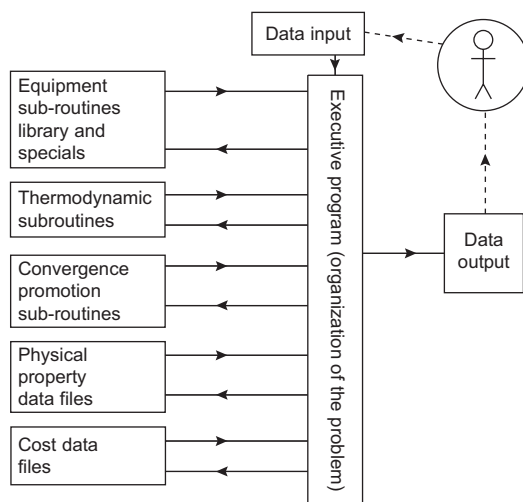 Data input
Equipment
sub-routines
library and
specials
Thermodynamic
subroutines
Convergence
promotion
sub-routines
Physical
property
data files
Cost data
files
Executive program (organization of the problem)
Data
output